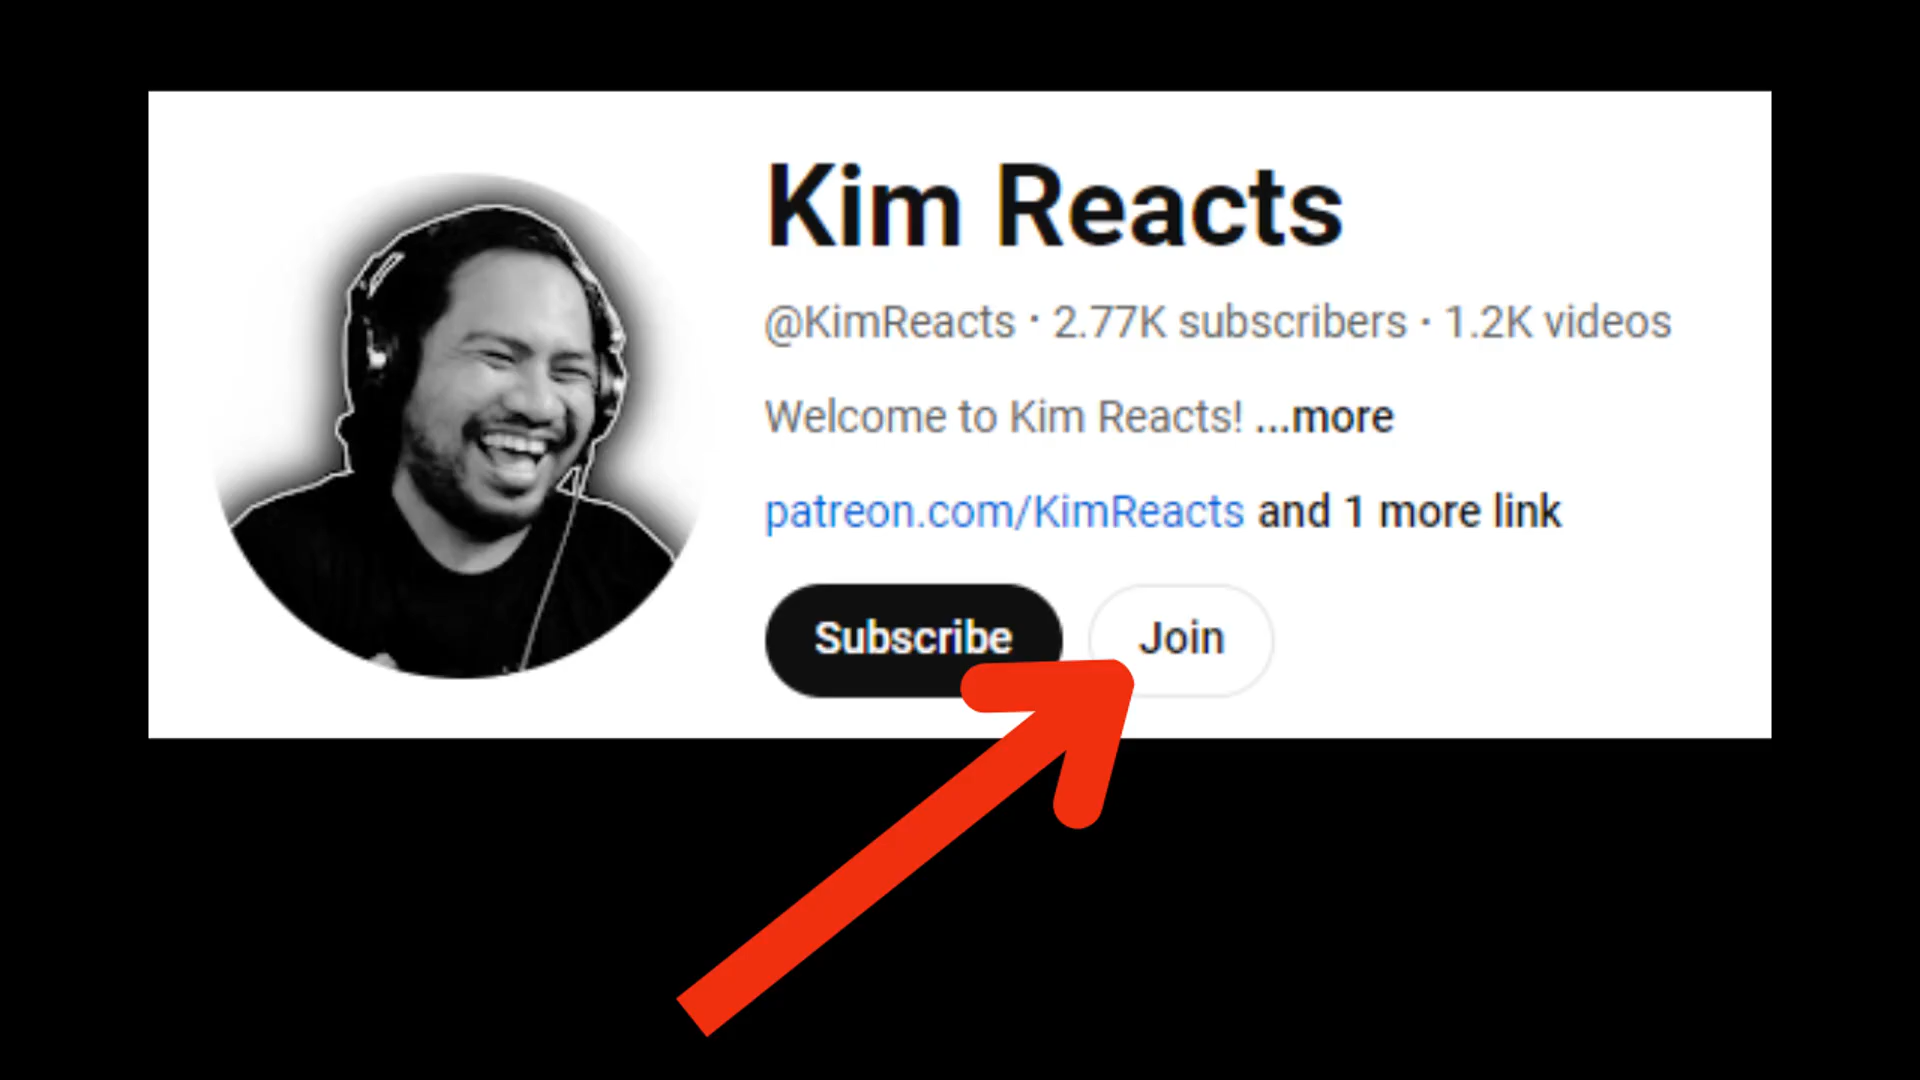 Kim Reacts
@KimReacts · 2.77K subscribers · 1.2K videos
Welcome to Kim Reacts! ...more
patreon.com/KimReacts and 1 more link
Subscribe Join